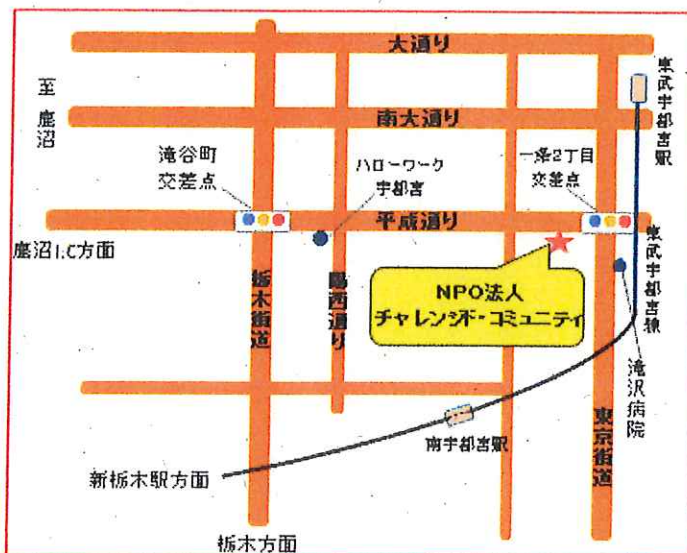 大通り
至 鹿沼
南大通り
東武宇都宮駅
滝谷町
交差点
ハローワーク
宇都宮
一条2丁目
交差点
平成通り
鹿沼I.C方面
栃木街道
陽西通り
NPO法人
チャレンジド・コミュニティ
東武宇都宮線
滝沢病院
東京街道
南宇都宮駅
新栃木駅方面
栃木方面